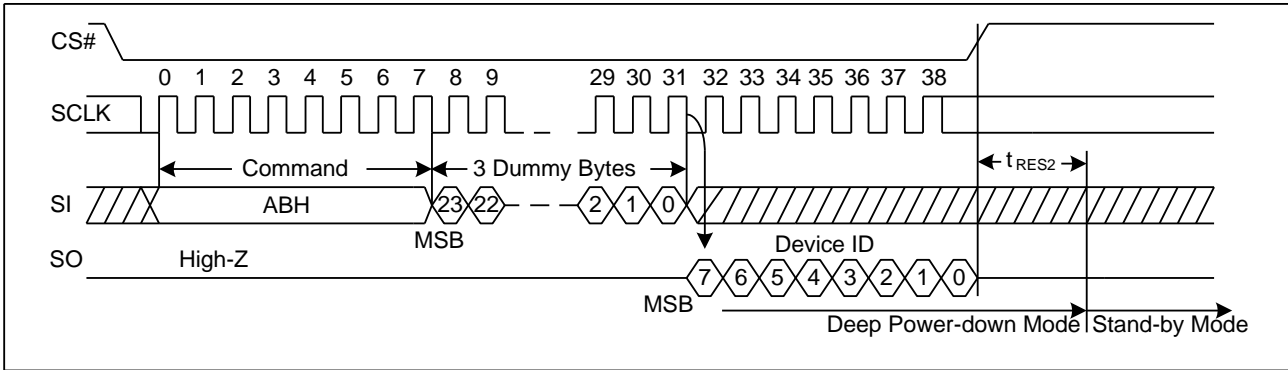 CS#
0 1 2 3 4 5 6 7 8 9 29 30 31 32 33 34 35 36 37 38
SCLK
Command 3 Dummy Bytes tRES2
SI ABH 23 22 2 1 0
MSB
SO High-Z Device ID
7 6 5 4 3 2 1 0
MSB
Deep Power-down Mode Stand-by Mode